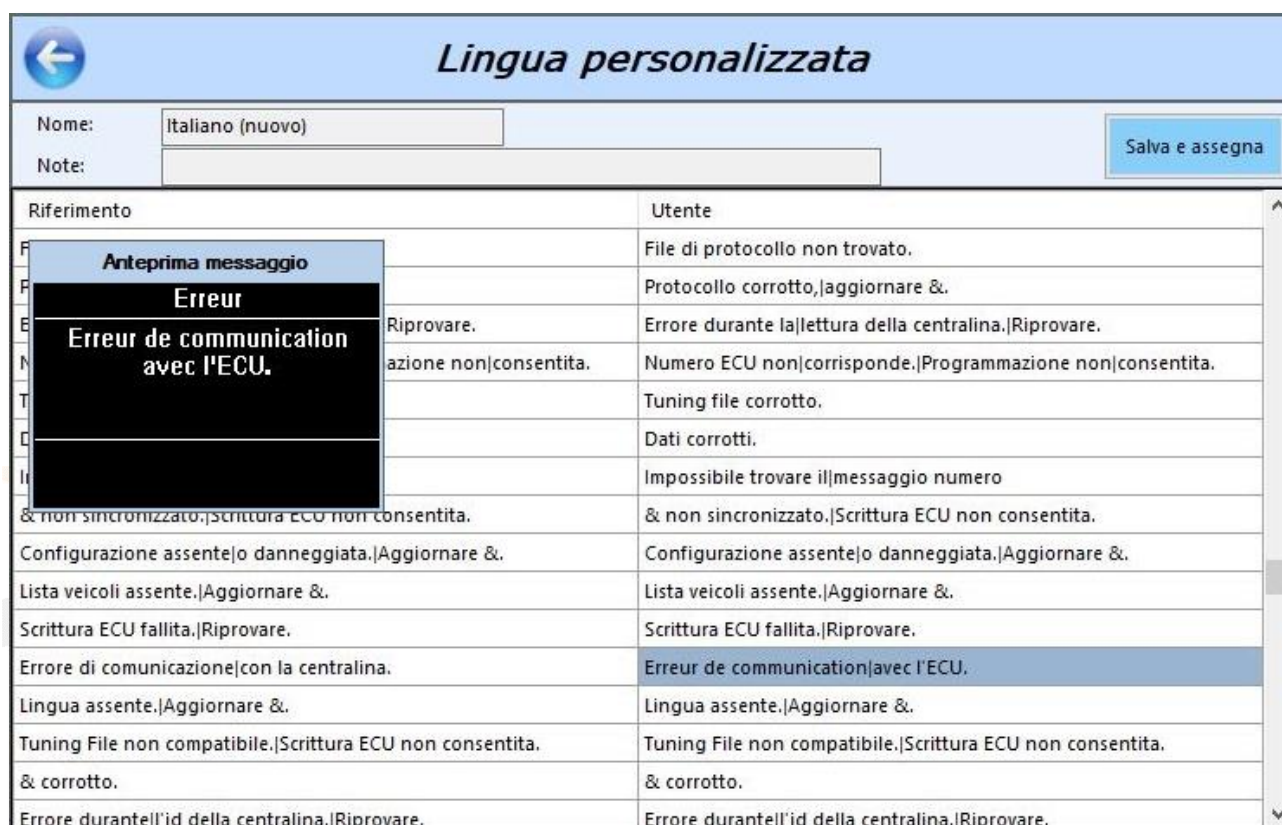 Lingua personalizzata
Nome: Italiano (nuovo)
Note:
Salva e assegna
Riferimento Utente
File di protocollo non trovato.
Anteprima messaggio
Erreur
Erreur de communication
avec l'ECU.
Protocollo corrotto,|aggiornare &.
Riprovare. Errore durante la|lettura della centralina.|Riprovare.
azione non|consentita. Numero ECU non|corrisponde.|Programmazione non|consentita.
Tuning file corrotto.
Dati corrotti.
Impossibile trovare il|messaggio numero
& non sincronizzato.|Scrittura ECU non consentita. & non sincronizzato.|Scrittura ECU non consentita.
Configurazione assente|o danneggiata.|Aggiornare &. Configurazione assente|o danneggiata.|Aggiornare &.
Lista veicoli assente.|Aggiornare &. Lista veicoli assente.|Aggiornare &.
Scrittura ECU fallita.|Riprovare. Scrittura ECU fallita.|Riprovare.
Errore di comunicazione|con la centralina. Erreur de communication|avec l'ECU.
Lingua assente.|Aggiornare &. Lingua assente.|Aggiornare &.
Tuning File non compatibile.|Scrittura ECU non consentita. Tuning File non compatibile.|Scrittura ECU non consentita.
& corrotto. & corrotto.
Errore durante|l'id della centralina.|Riprovare. Errore durante|l'id della centralina.|Riprovare.